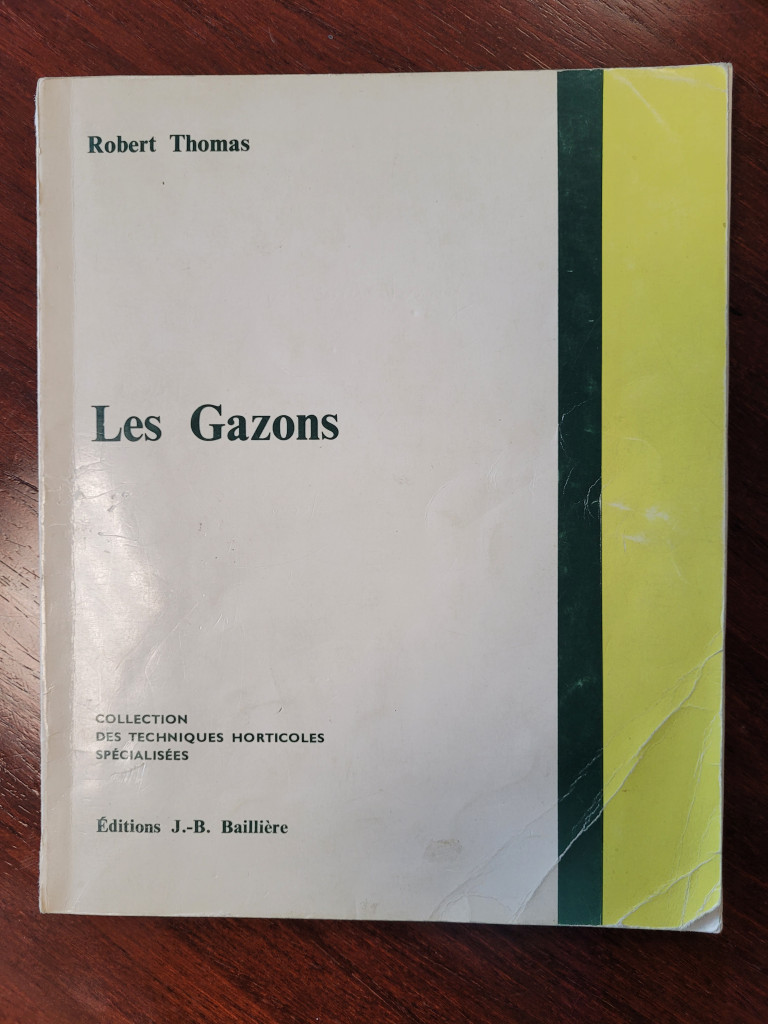 Robert Thomas
Les Gazons
COLLECTION
DES TECHNIQUES HORTICOLES
SPÉCIALISÉES
Éditions J.-B. Baillière